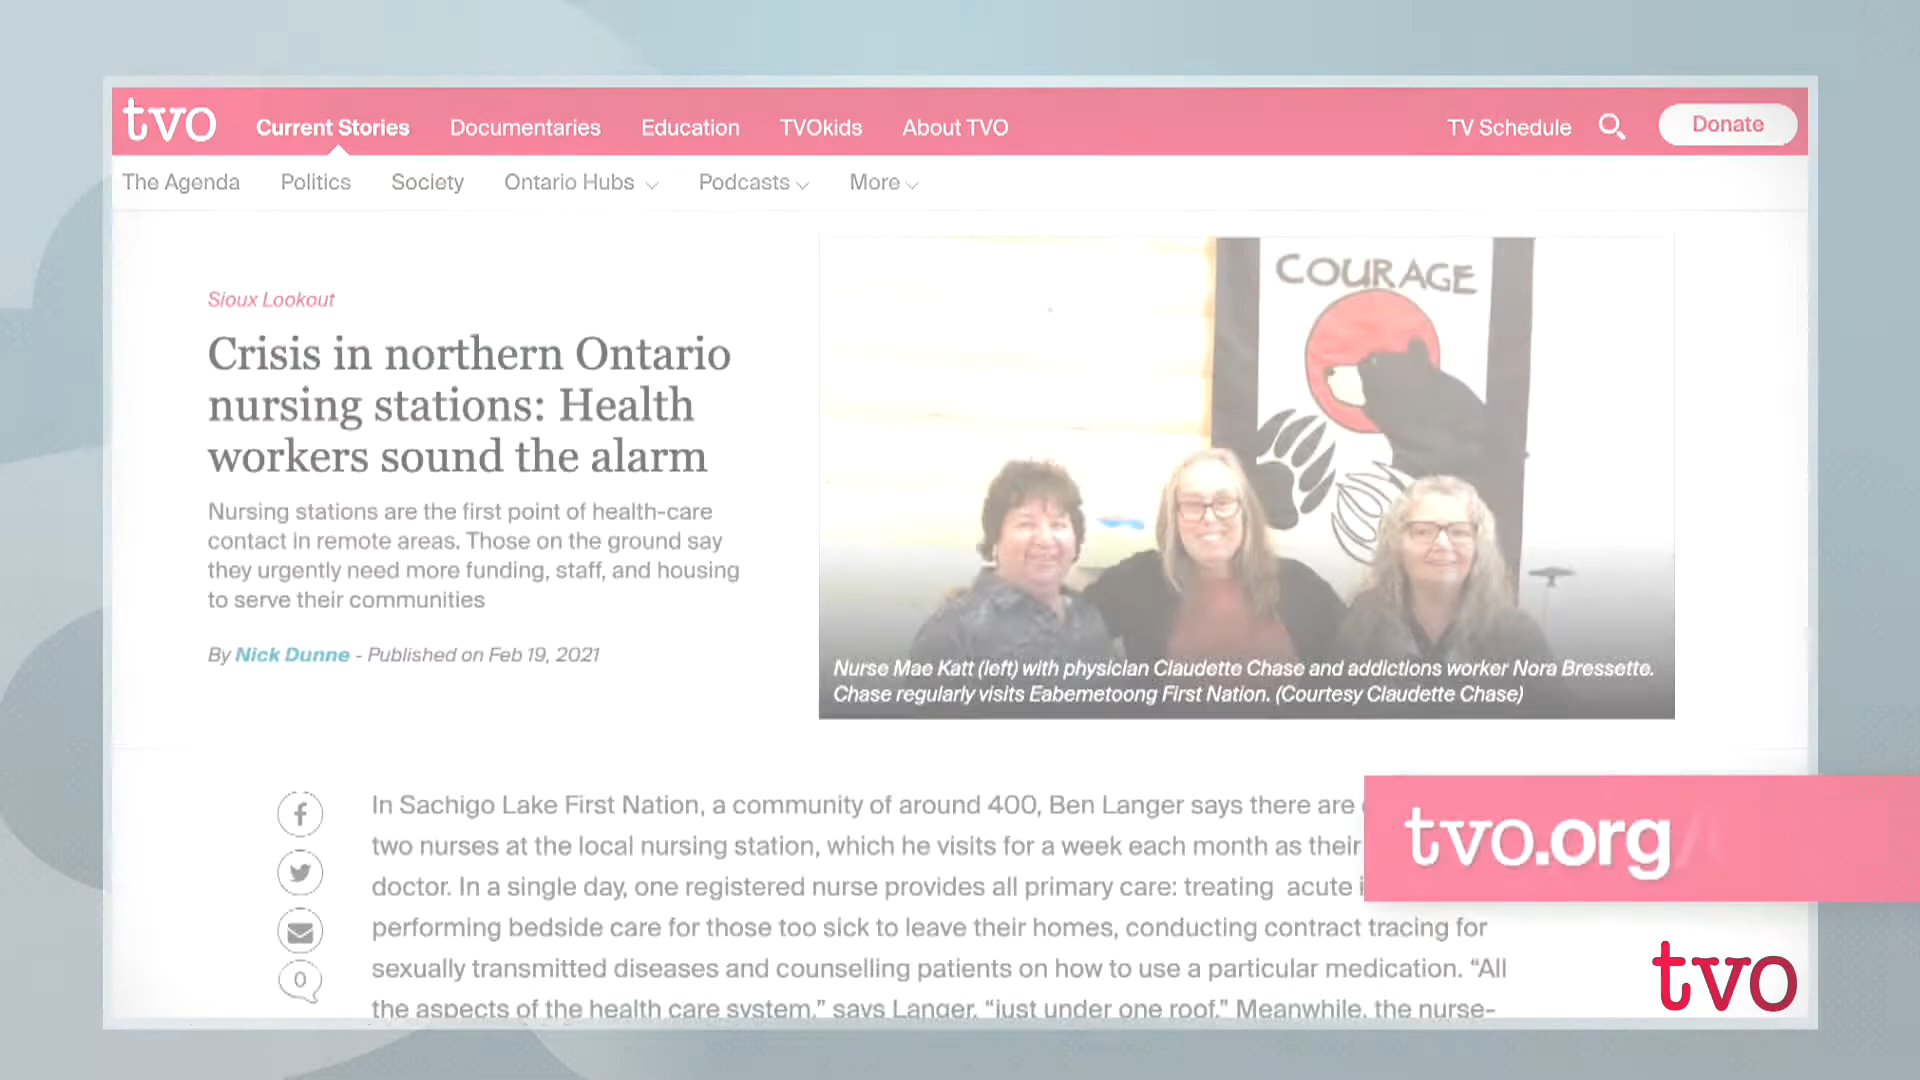 tvo
Current Stories
Documentaries
Education
TVOkids
About TVO
TV Schedule
Donate
The Agenda
Politics
Society
Ontario Hubs
Podcasts
More
Sioux Lookout
Crisis in northern Ontario
nursing stations: Health
workers sound the alarm
Nursing stations are the first point of health-care
contact in remote areas. Those on the ground say
they urgently need more funding, staff, and housing
to serve their communities
By Nick Dunne - Published on Feb 19, 2021
COURAGE
Nurse Mae Katt (left) with physician Claudette Chase and addictions worker Nora Bressette.
Chase regularly visits Eabemetoong First Nation. (Courtesy Claudette Chase)
In Sachigo Lake First Nation, a community of around 400, Ben Langer says there are
two nurses at the local nursing station, which he visits for a week each month as their
doctor. In a single day, one registered nurse provides all primary care: treating acute
performing bedside care for those too sick to leave their homes, conducting contract tracing for
sexually transmitted diseases and counselling patients on how to use a particular medication. “All
the aspects of the health care system,” says Langer, “just under one roof.” Meanwhile, the nurse-
0
tvo.org/
tvo